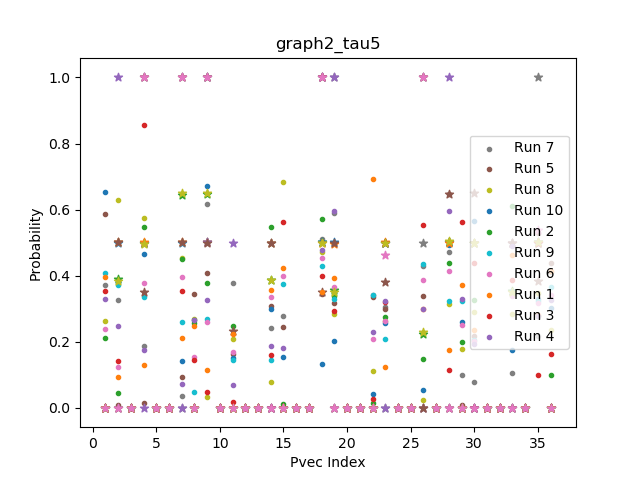 graph2_tau5
1.0
0.8
0.6
0.4
0.2
0.0
Probability
0 5 10 15 20 25 30 35
Pvec Index
Run 7
Run 5
Run 8
Run 10
Run 2
Run 9
Run 6
Run 1
Run 3
Run 4